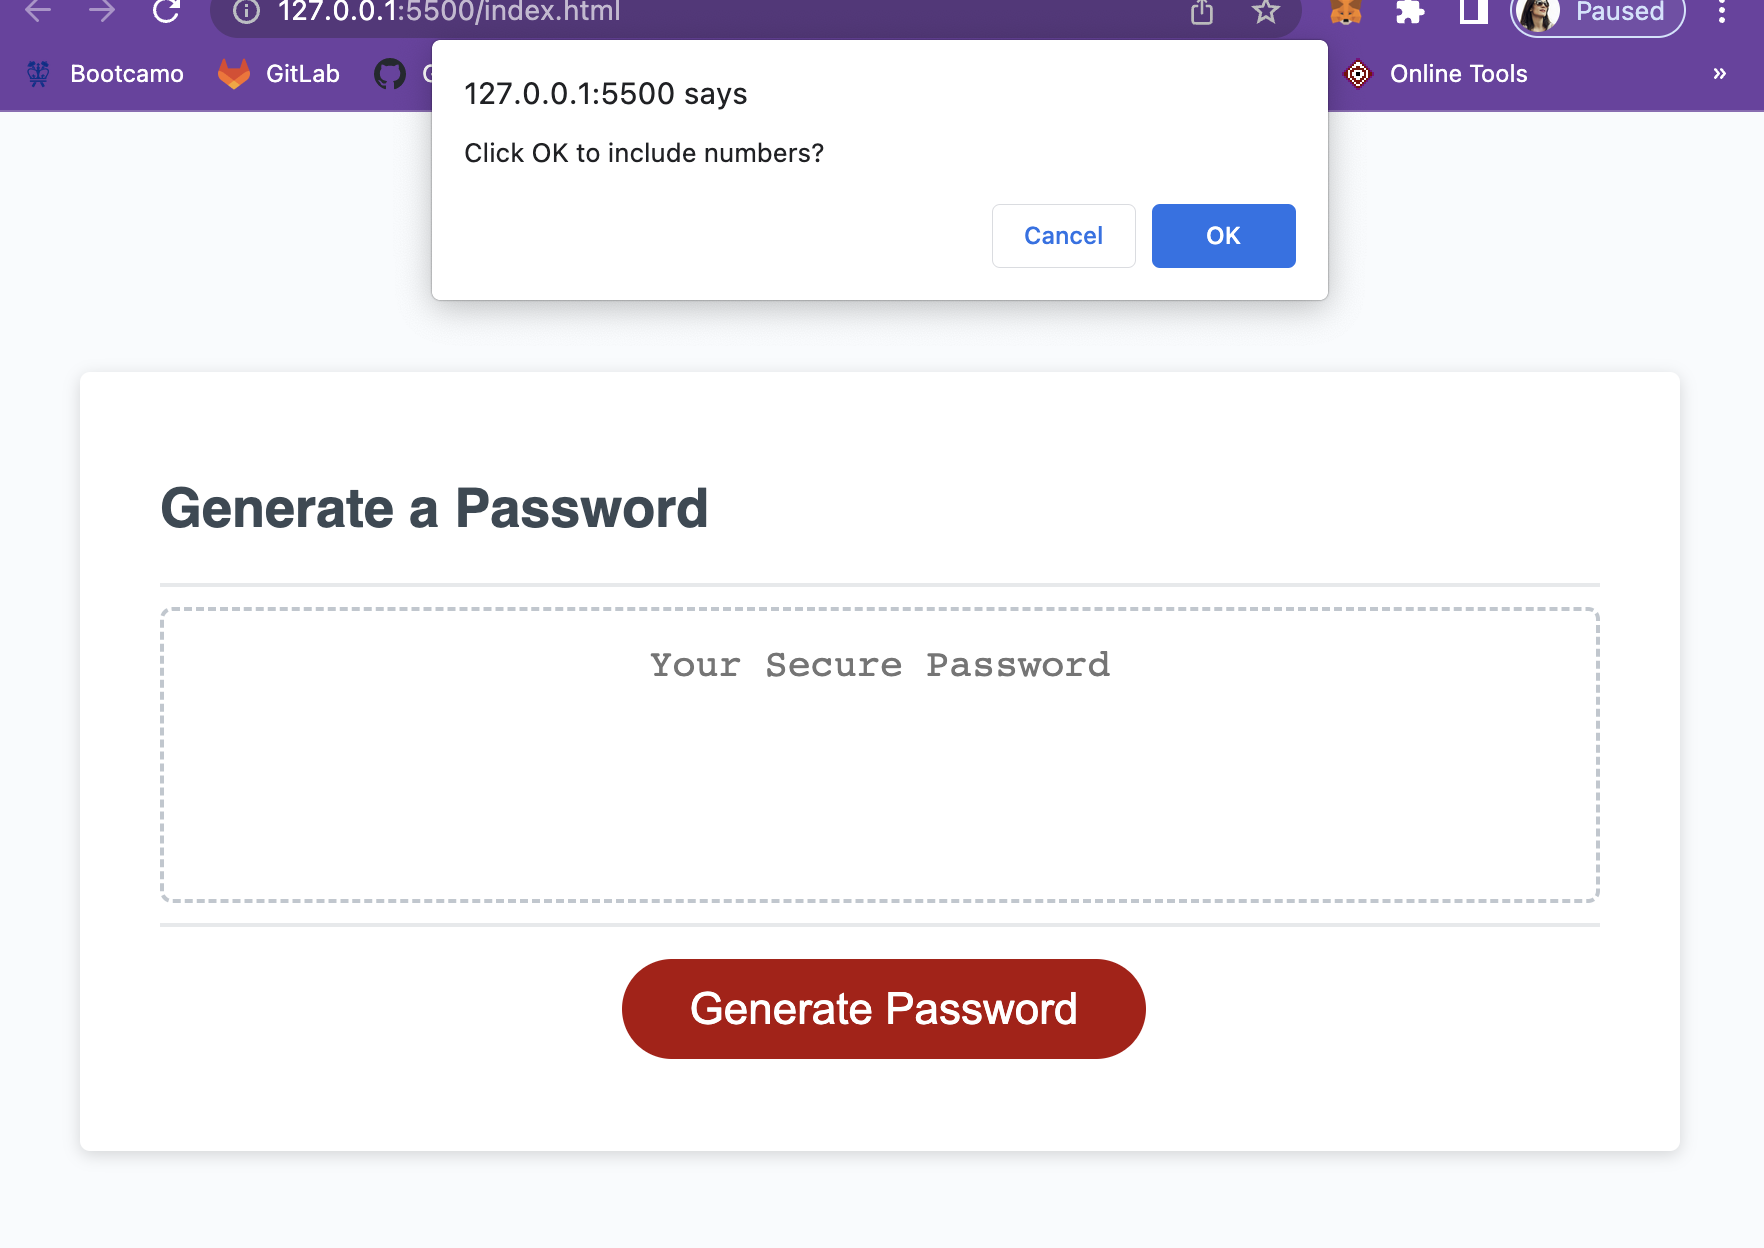 127.0.0.1:5500/index.html
Paused
Bootcamo
GitLab
Online Tools
»
127.0.0.1:5500 says
Click OK to include numbers?
Cancel
OK
Generate a Password
Your Secure Password
Generate Password